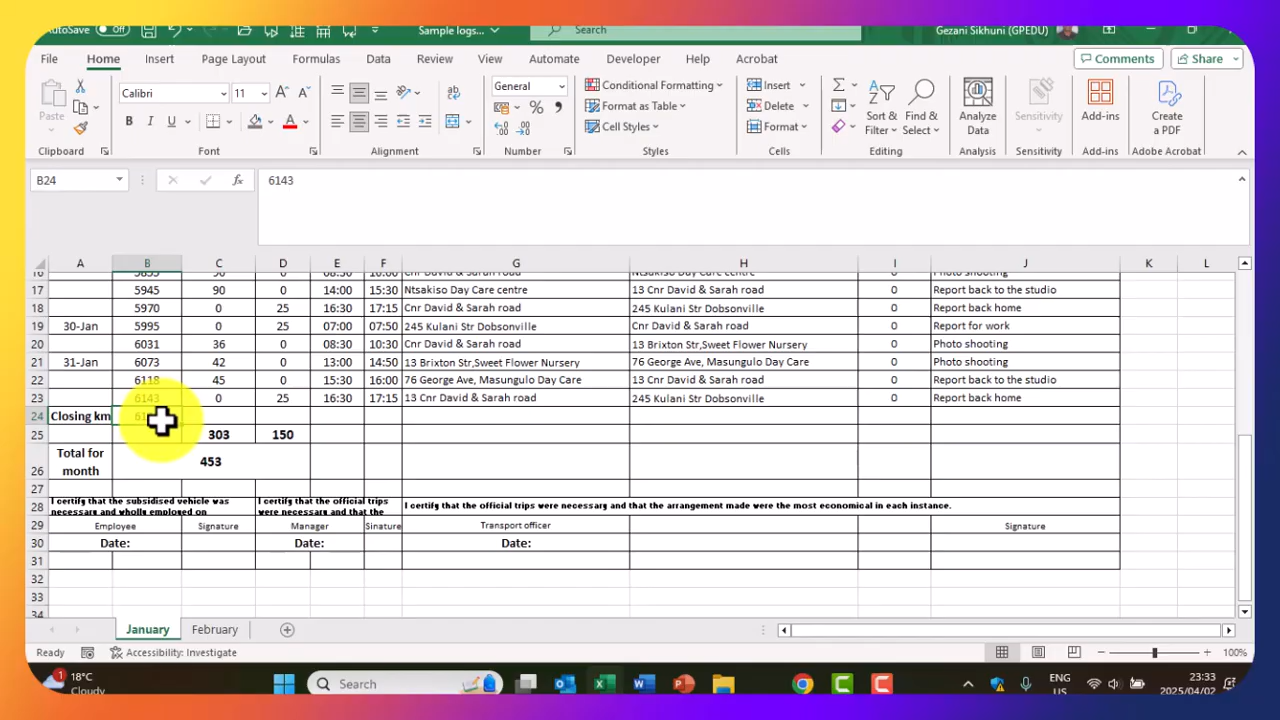 AutoSave Off Sample logs... Search Gezani Sikhuni (GPEDU)
File Home Insert Page Layout Formulas Data Review View Automate Developer Help Acrobat Comments Share
Paste Calibri 11 General Conditional Formatting Insert Sort & Filter Find & Select Analyze Data Sensitivity Add-ins Create a PDF
B I U Format as Table Delete
Cell Styles Format
Clipboard Font Alignment Number Styles Cells Editing Analysis Sensitivity Add-ins Adobe Acrobat
B24 fx 6143
A B C D E F G H I J K L
17 5945 90 0 14:00 15:30 Ntsakiso Day Care centre 13 Cnr David & Sarah road 0 Report back to the studio
18 5970 0 25 16:30 17:15 Cnr David & Sarah road 245 Kulani Str Dobsonville 0 Report back home
19 30-Jan 5995 0 25 07:00 07:50 245 Kulani Str Dobsonville Cnr David & Sarah road 0 Report for work
20 6031 36 0 08:30 10:30 Cnr David & Sarah road 13 Brixton Str,Sweet Flower Nursery 0 Photo shooting
21 31-Jan 6073 42 0 13:00 14:50 13 Brixton Str,Sweet Flower Nursery 76 George Ave, Masungulo Day Care 0 Photo shooting
22 6118 45 0 15:30 16:00 76 George Ave, Masungulo Day Care 13 Cnr David & Sarah road 0 Report back to the studio
23 6143 0 25 16:30 17:15 13 Cnr David & Sarah road 245 Kulani Str Dobsonville 0 Report back home
24 Closing km
25 303 150
26 Total for month 453
27
28 I certify that the subsidised vehicle was necessary and wholly employed on I certify that the official trips were necessary and that the I certify that the official trips were necessary and that the arrangement made were the most economical in each instance.
29 Employee Signature Manager Sinature Transport officer Signature
30 Date: Date: Date:
31
32
33
34
January February
Ready Accessibility: Investigate 100%
1 18°C Search ENG 23:33
Cloudy US 2025/04/02